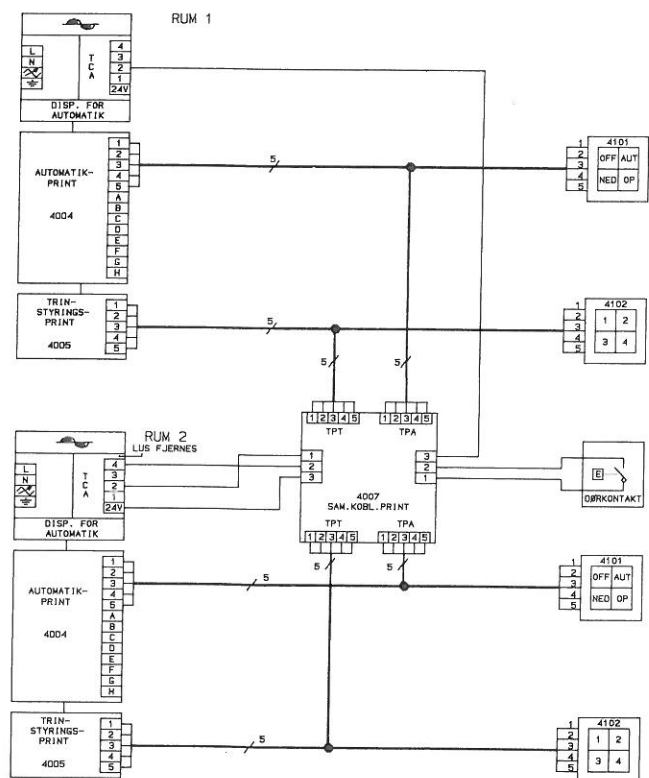 RUM 1
L
N
TCA
4
3
2
1
24V
DISP. FOR
AUTOMATIK
AUTOMATIK-
PRINT
4004
1
2
3
4
5
A
B
C
D
E
F
G
H
5
1
2
3
4
5
4101
OFF AUT
NED OP
TRIN-
STYRINGS-
PRINT
4005
1
2
3
4
5
5
1
2
3
4
5
4102
1 2
3 4
5 5
1 2 3 4 5 1 2 3 4 5
TPT TPA
RUM 2
LUS FJERNES
L
N
TCA
4
3
2
1
24V
DISP. FOR
AUTOMATIK
1
2
3
3
2
1
4007
SAM.KOBL.PRINT
TPT TPA
1 2 3 4 5 1 2 3 4 5
5 5
E
DØRKONTAKT
AUTOMATIK-
PRINT
4004
1
2
3
4
5
A
B
C
D
E
F
G
H
5
1
2
3
4
5
4101
OFF AUT
NED OP
TRIN-
STYRINGS-
PRINT
4005
1
2
3
4
5
5
1
2
3
4
5
4102
1 2
3 4